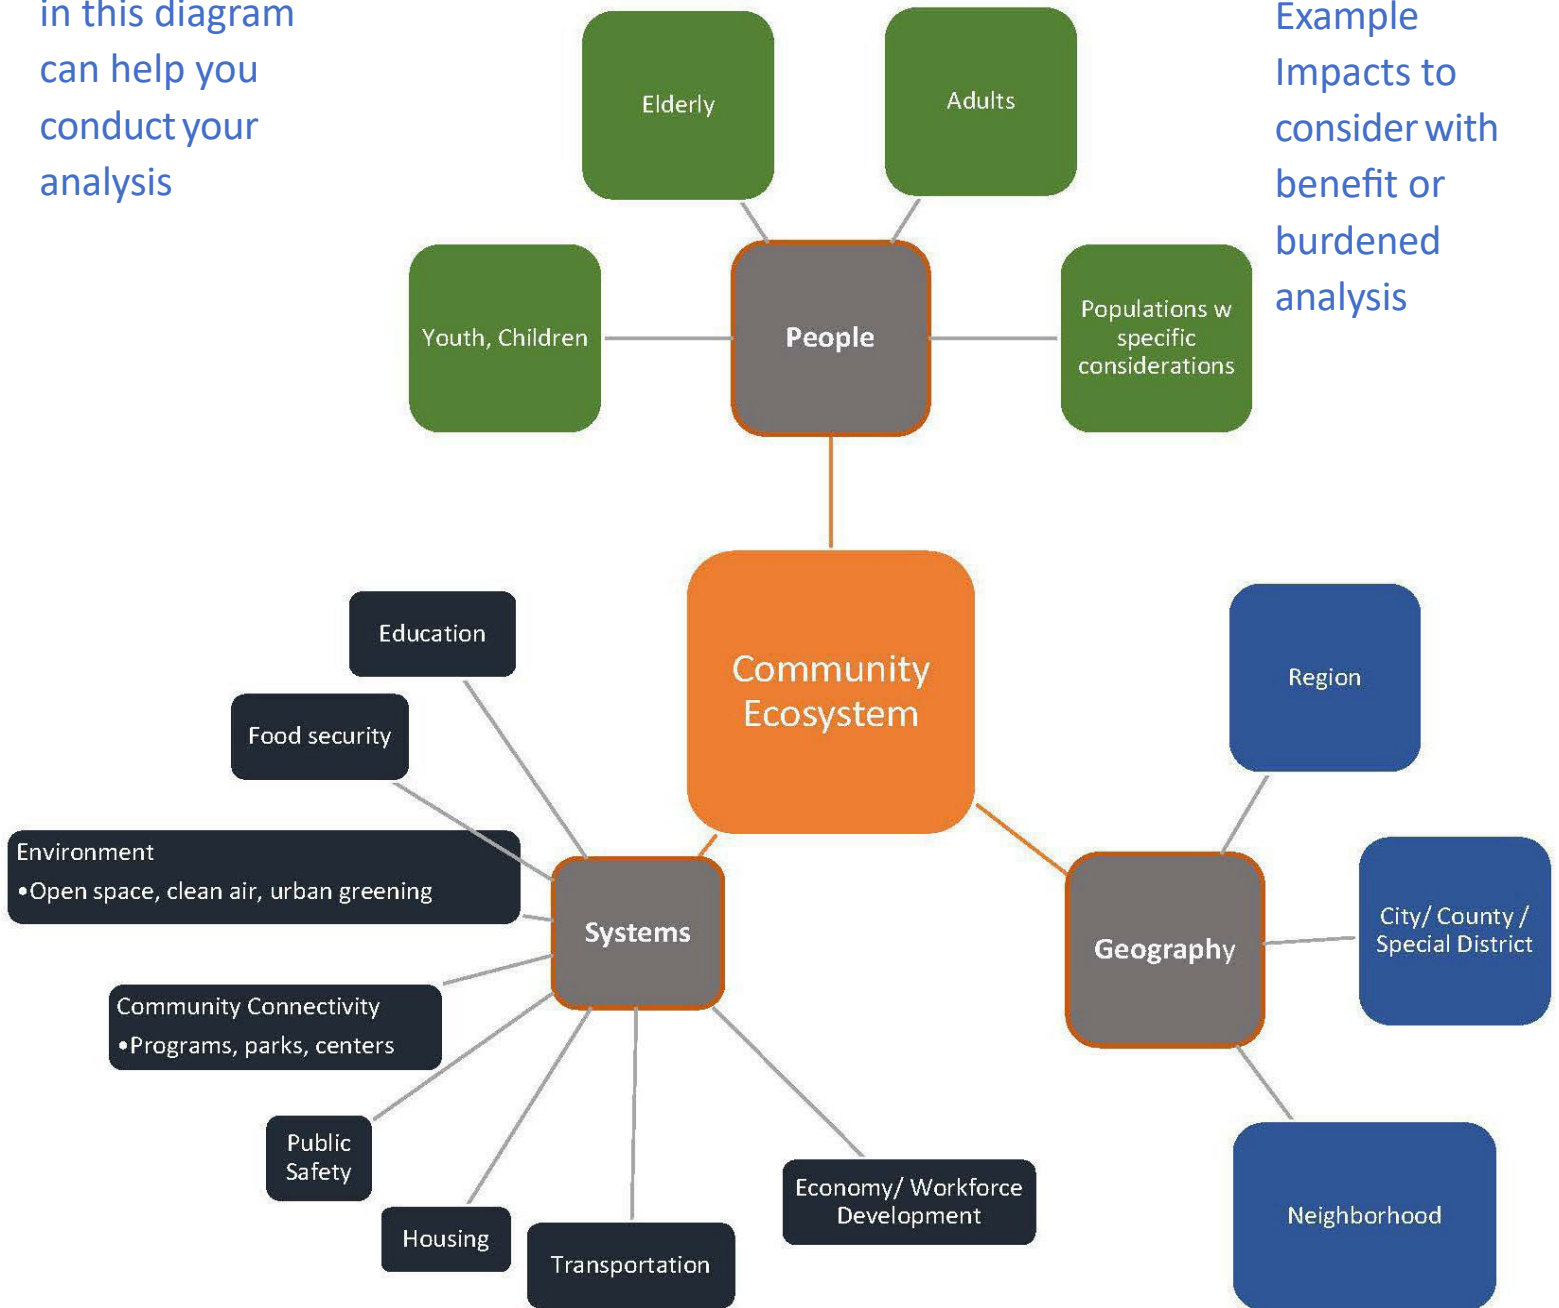 in this diagram
can help you
conduct your
analysis
Example
Impacts to
consider with
benefit or
burdened
analysis
Elderly
Adults
Youth, Children
People
Populations w
specific
considerations
Community
Ecosystem
Education
Food security
Environment
•Open space, clean air, urban greening
Systems
Community Connectivity
•Programs, parks, centers
Public
Safety
Housing
Transportation
Economy/ Workforce
Development
Region
Geography
City/ County /
Special District
Neighborhood